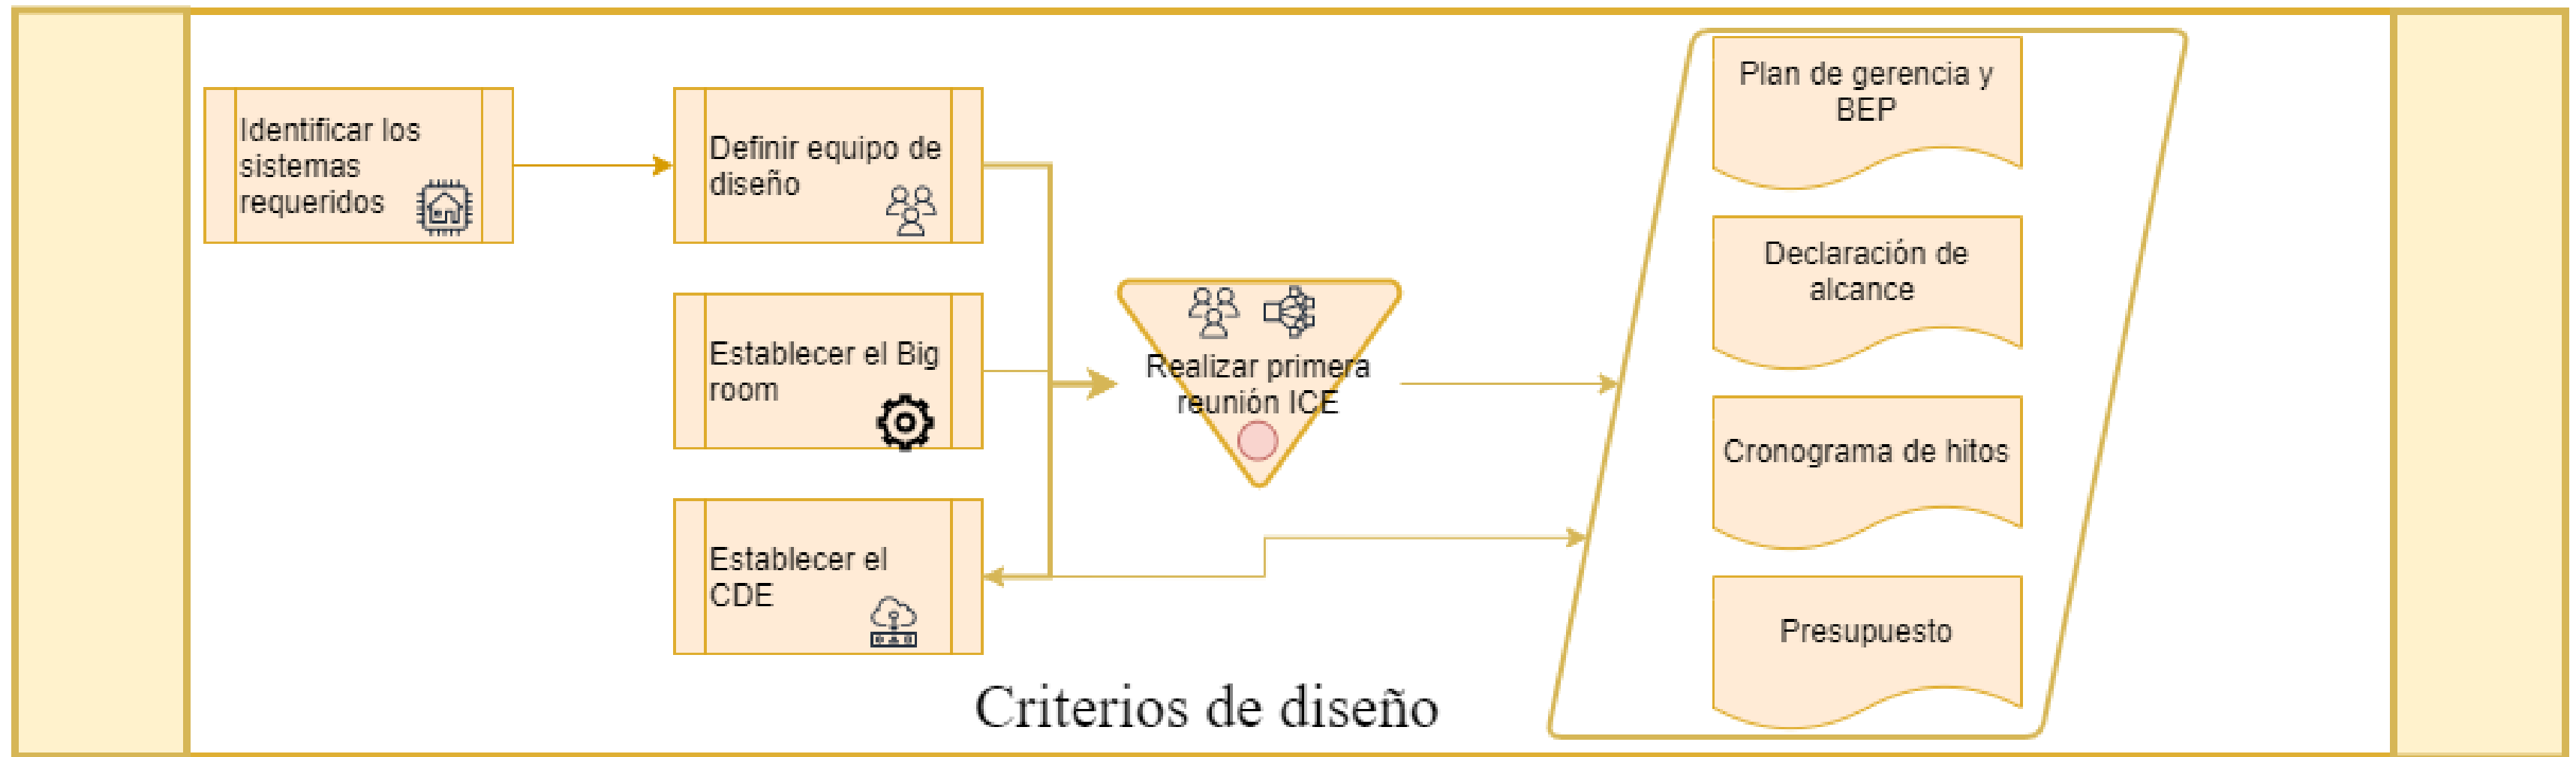 Identificar los
sistemas
requeridos
Definir equipo de
diseño
Establecer el Big
room
Establecer el
CDE
Realizar primera
reunión ICE
Plan de gerencia y
BEP
Declaración de
alcance
Cronograma de hitos
Presupuesto
Criterios de diseño